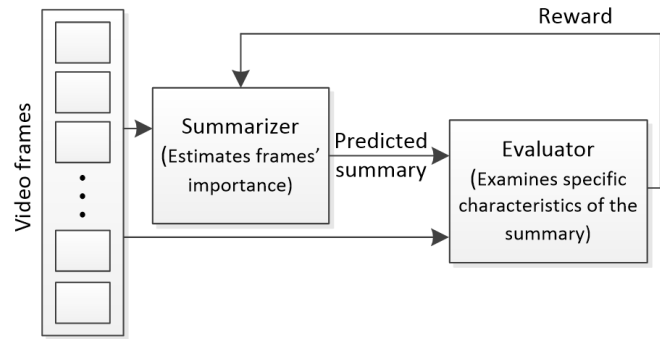 Reward
Video frames
Summarizer
(Estimates frames'
importance)
Predicted
summary
Evaluator
(Examines specific
characteristics of the
summary)